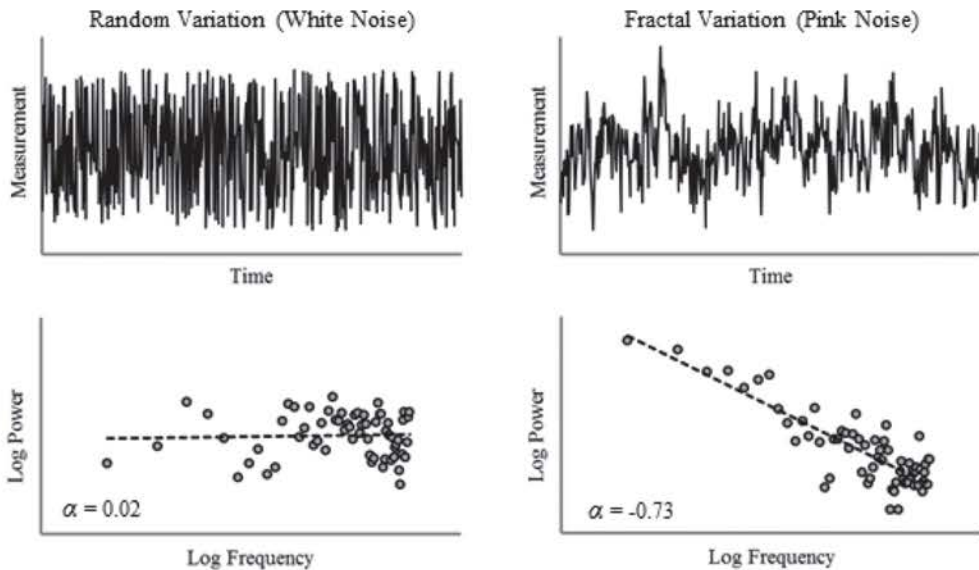 Random Variation (White Noise)
Measurement
Time
Log Power
α = 0.02
Log Frequency
Fractal Variation (Pink Noise)
Measurement
Time
Log Power
α = -0.73
Log Frequency